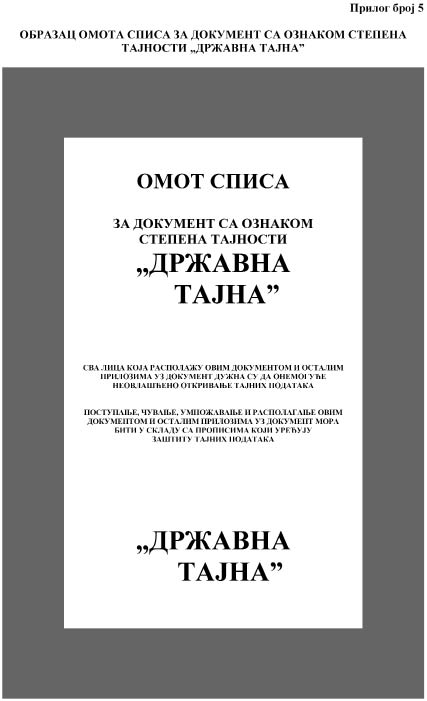 Прилог број 5
ОБРАЗАЦ ОМОТА СПИСА ЗА ДОКУМЕНТ СА ОЗНАКОМ СТЕПЕНА
ТАЈНОСТИ „ДРЖАВНА ТАЈНА”
ОМОТ СПИСА
ЗА ДОКУМЕНТ СА ОЗНАКОМ
СТЕПЕНА ТАЈНОСТИ
„ДРЖАВНА
ТАЈНА”
СВА ЛИЦА КОЈА РАСПОЛАЖУ ОВИМ ДОКУМЕНТОМ И ОСТАЛИМ
ПРИЛОЗИМА УЗ ДОКУМЕНТ ДУЖНА СУ ДА ОНЕМОГУЋЕ
НЕОВЛАШЋЕНО ОТКРИВАЊЕ ТАЈНИХ ПОДАТАКА
ПОСТУПАЊЕ, ЧУВАЊЕ, УМНОЖАВАЊЕ И РАСПОЛАГАЊЕ ОВИМ
ДОКУМЕНТОМ И ОСТАЛИМ ПРИЛОЗИМА УЗ ДОКУМЕНТ МОРА
БИТИ У СКЛАДУ СА ПРОПИСИМА КОЈИ УРЕЂУЈУ
ЗАШТИТУ ТАЈНИХ ПОДАТАКА
„ДРЖАВНА
ТАЈНА”